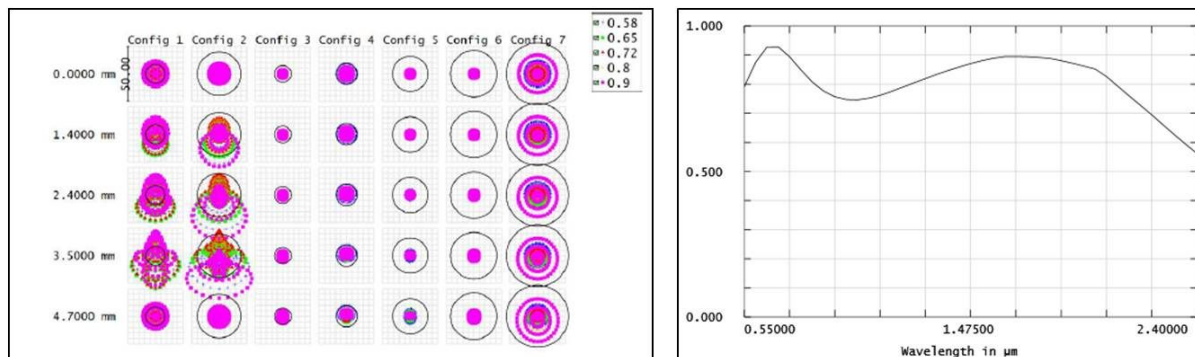 Config 1 Config 2 Config 3 Config 4 Config 5 Config 6 Config 7
0.58
0.65
0.72
0.8
0.9
50.00
0.0000 mm
1.4000 mm
2.4000 mm
3.5000 mm
4.7000 mm
1.000
0.500
0.000
0.55000 1.47500 2.40000
Wavelength in µm